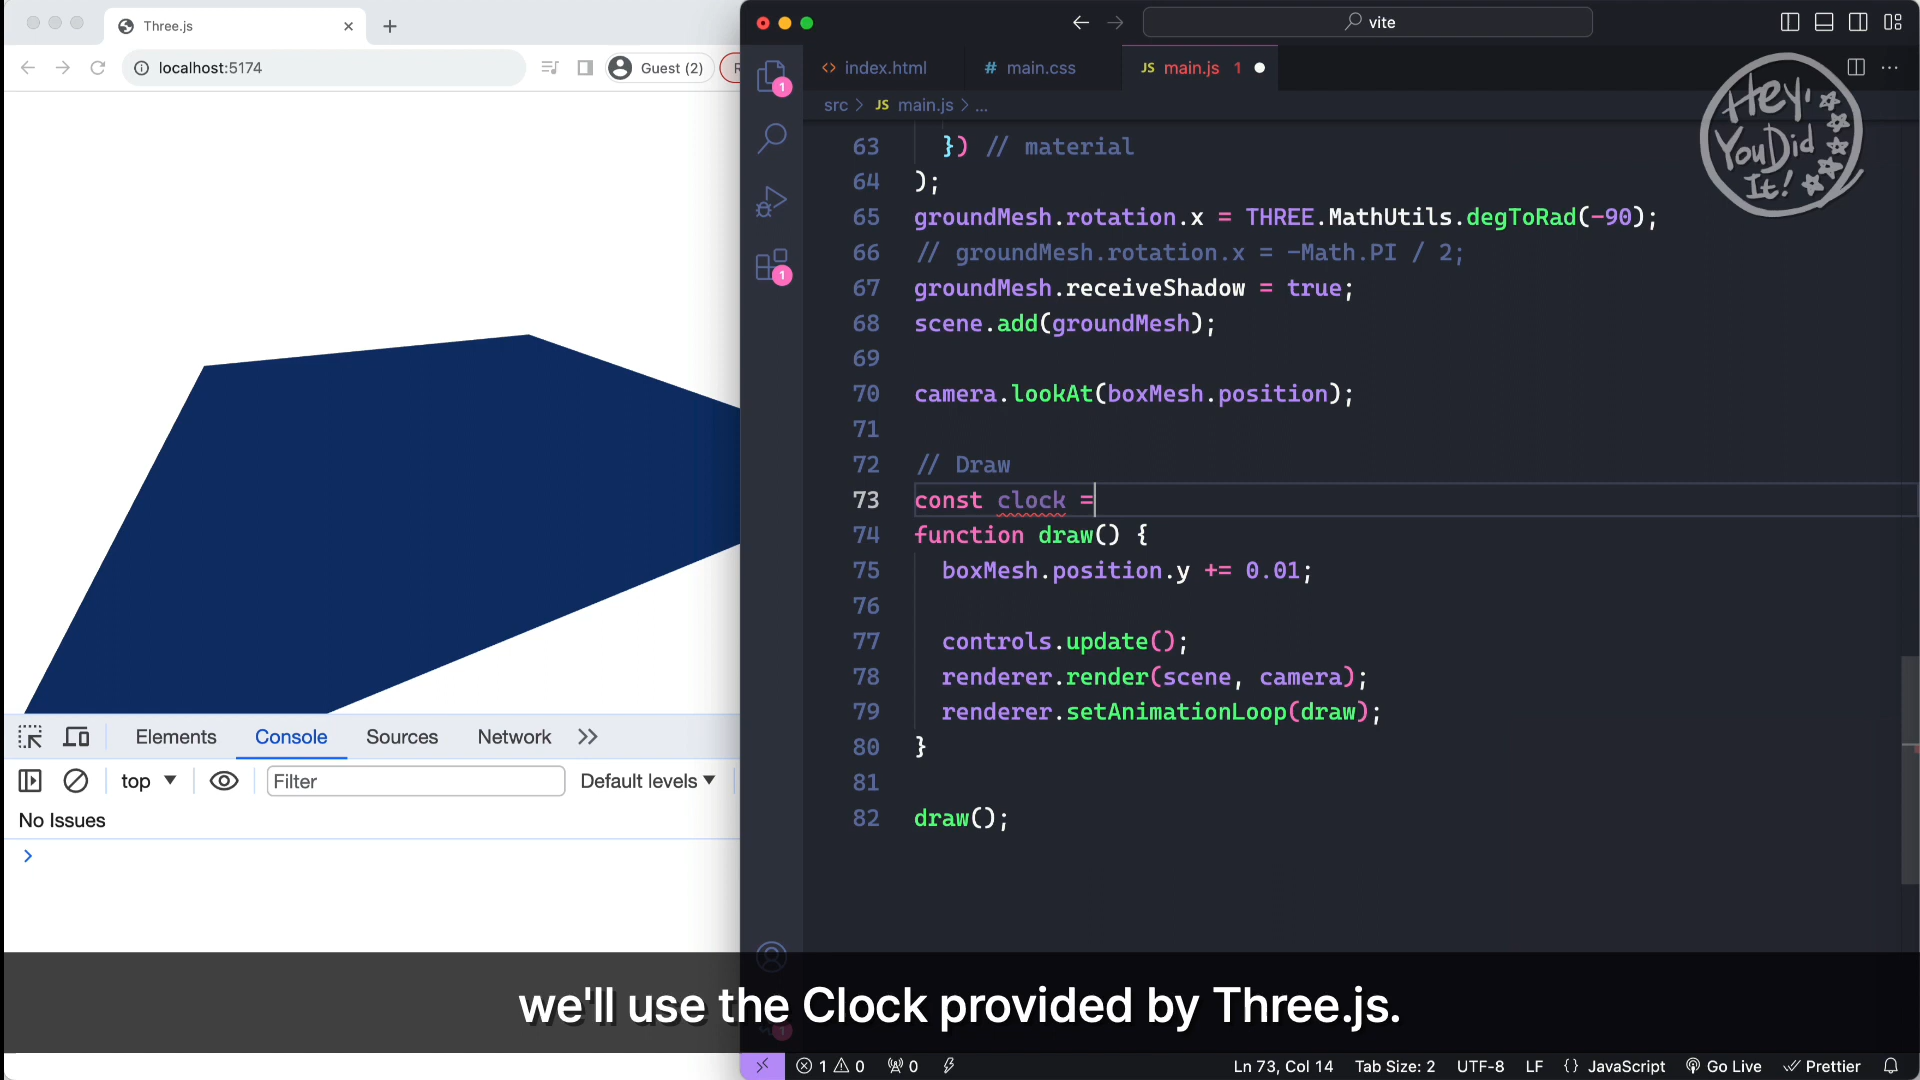 Three.js
localhost:5174
Guest (2)
vite
index.html
# main.css
JS main.js 1
src > JS main.js > ...
63 }) // material
64 );
65 groundMesh.rotation.x = THREE.MathUtils.degToRad(-90);
66 // groundMesh.rotation.x = -Math.PI / 2;
67 groundMesh.receiveShadow = true;
68 scene.add(groundMesh);
69
70 camera.lookAt(boxMesh.position);
71
72 // Draw
73 const clock =
74 function draw() {
75 boxMesh.position.y += 0.01;
76
77 controls.update();
78 renderer.render(scene, camera);
79 renderer.setAnimationLoop(draw);
80 }
81
82 draw();
1
1
Hey!
You Did
It!
Elements Console Sources Network
top Filter Default levels
No Issues
we'll use the Clock provided by Three.js.
1
1 0 0 Ln 73, Col 14 Tab Size: 2 UTF-8 LF {} JavaScript Go Live Prettier